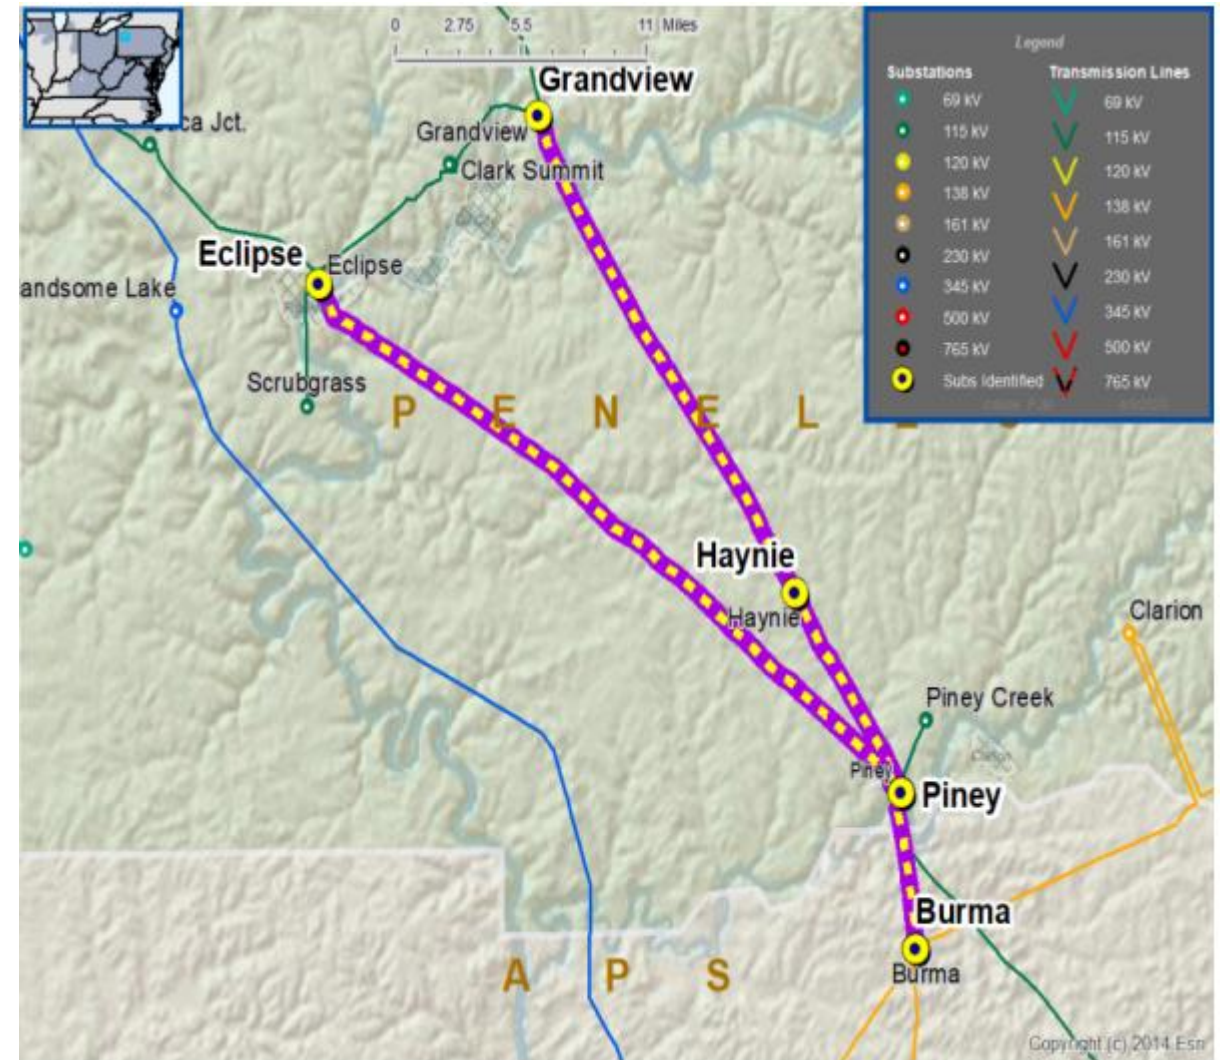 0 2.75 5.5 11 Miles
Grandview
Grandview
Clark Summit
Jct.
Eclipse
Eclipse
andsome Lake
Scrubgrass
P E N E L E
Haynie
Haynie
Clarion
Piney Creek
Piney
Piney
Burma
Burma
A P S
Legend
Substations Transmission Lines
69 kV 69 kV
115 kV 115 kV
120 kV 120 kV
138 kV 138 kV
161 kV 161 kV
230 kV 230 kV
345 kV 345 kV
500 kV 500 kV
765 kV 765 kV
Subs Identified
Copyright (c) 2014 Esri